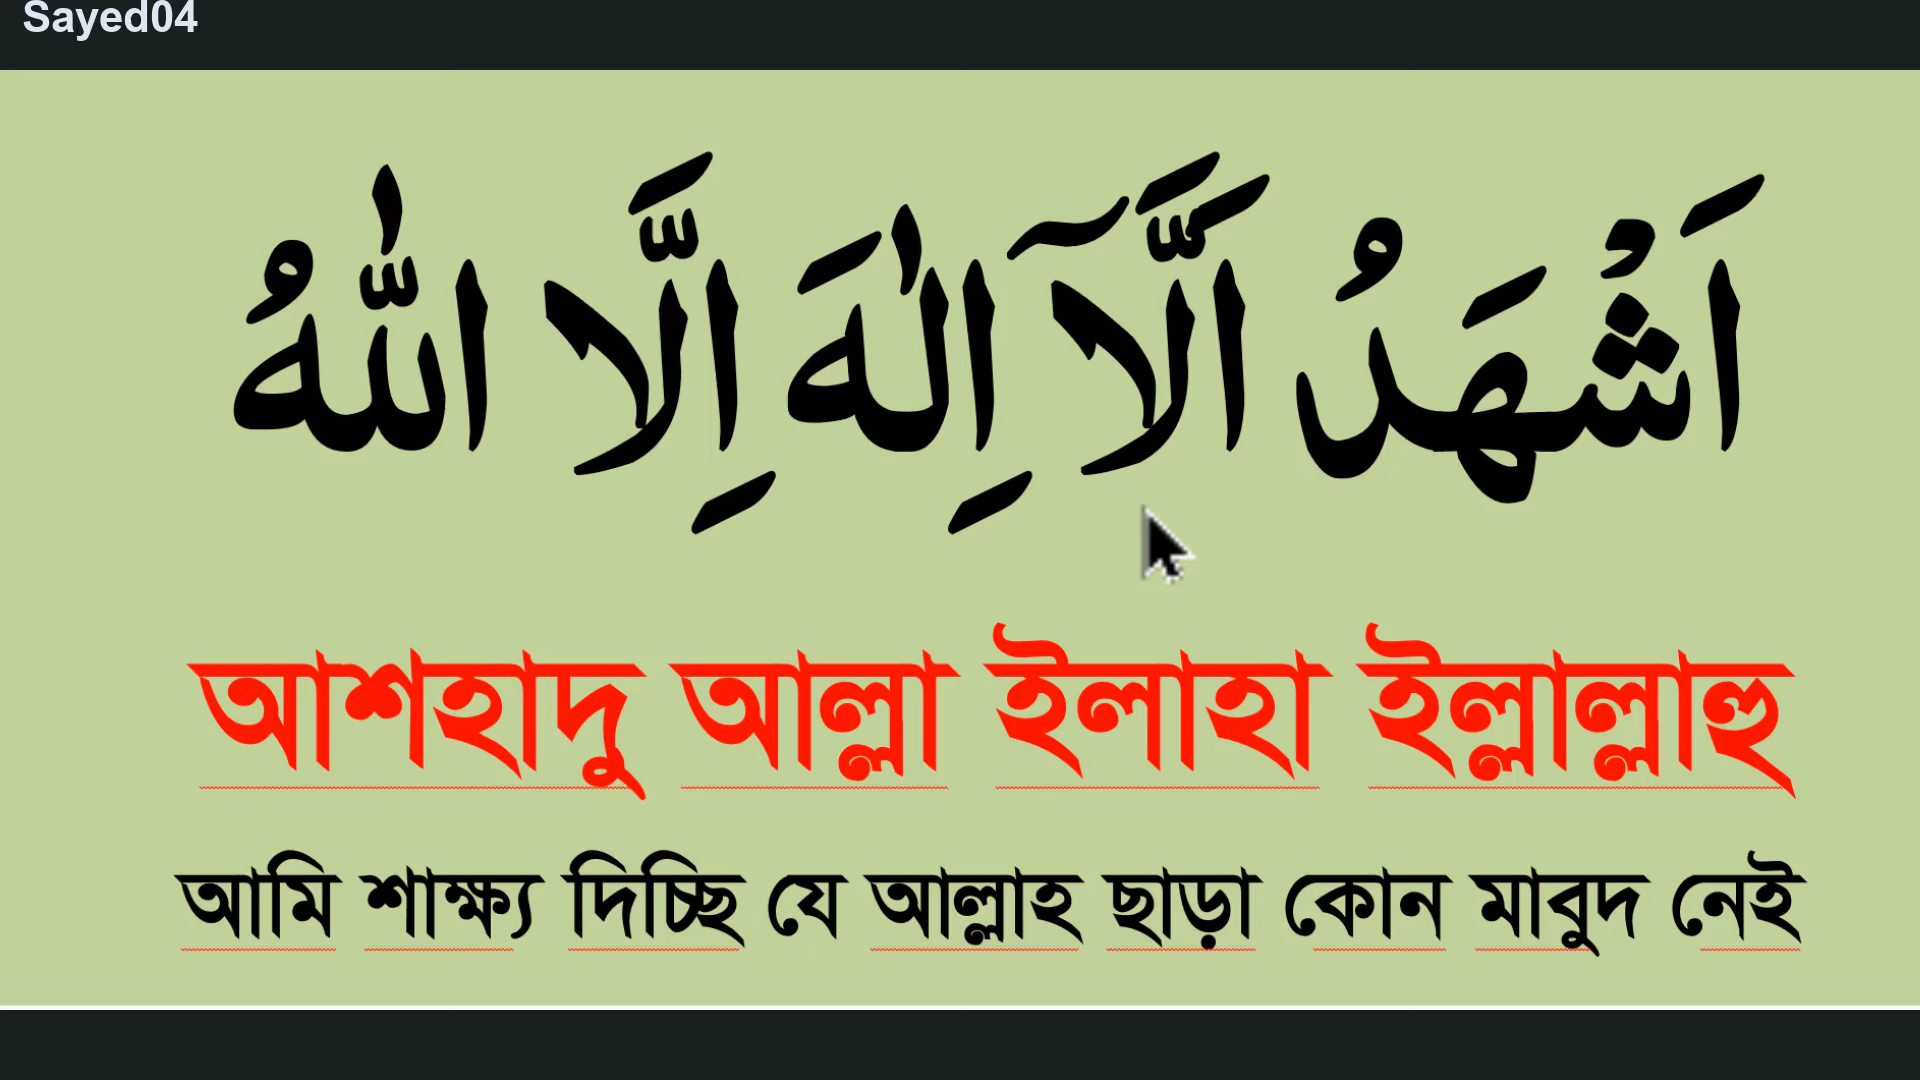 Sayed04
اَشْهَدُ اَلَّآ اِلٰهَ اِلَّا اللّٰهُ
আশহাদু আল্লা ইলাহা ইল্লাল্লাহু
আমি শাক্ষ্য দিচ্ছি যে আল্লাহ ছাড়া কোন মাবুদ নেই